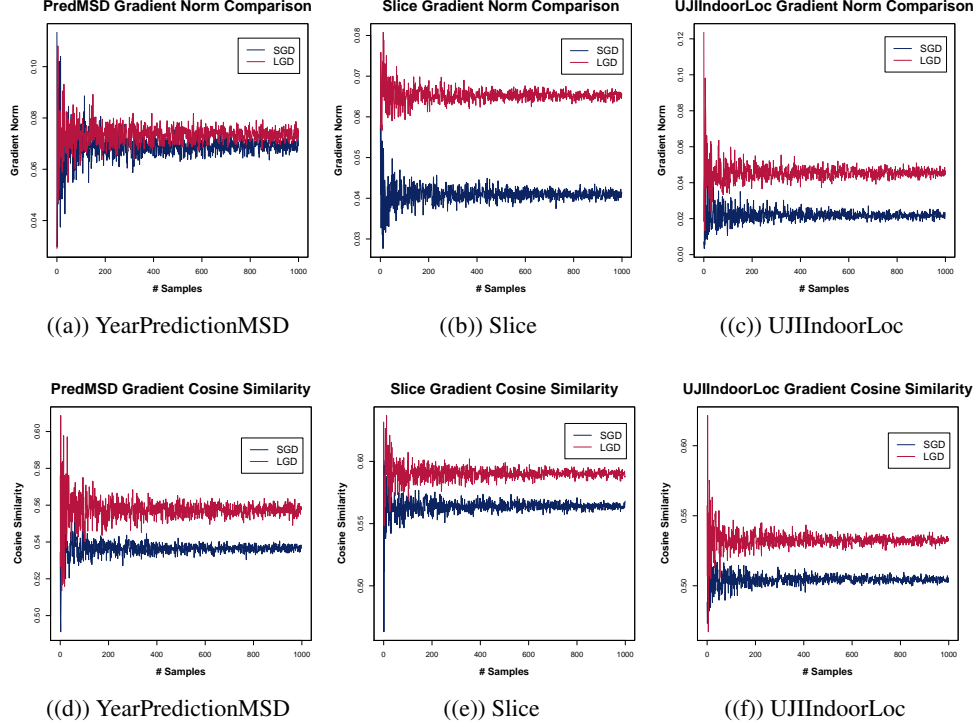 PredMSD Gradient Norm Comparison
Slice Gradient Norm Comparison
UJIIndoorLoc Gradient Norm Comparison
SGD
LGD
0.04 0.06 0.08 0.10
Gradient Norm
0 200 400 600 800 1000
# Samples
SGD
LGD
0.03 0.04 0.05 0.06 0.07 0.08
Gradient Norm
0 200 400 600 800 1000
# Samples
SGD
LGD
0.00 0.02 0.04 0.06 0.08 0.10 0.12
Gradient Norm
0 200 400 600 800 1000
# Samples
((a)) YearPredictionMSD
((b)) Slice
((c)) UJIIndoorLoc
PredMSD Gradient Cosine Similarity
Slice Gradient Cosine Similarity
UJIIndoorLoc Gradient Cosine Similarity
SGD
LGD
0.50 0.52 0.54 0.56 0.58 0.60
Cosine Similarity
0 200 400 600 800 1000
# Samples
SGD
LGD
0.50 0.55 0.60
Cosine Similarity
0 200 400 600 800 1000
# Samples
SGD
LGD
0.50 0.55 0.60
Cosine Similarity
0 200 400 600 800 1000
# Samples
((d)) YearPredictionMSD
((e)) Slice
((f)) UJIIndoorLoc